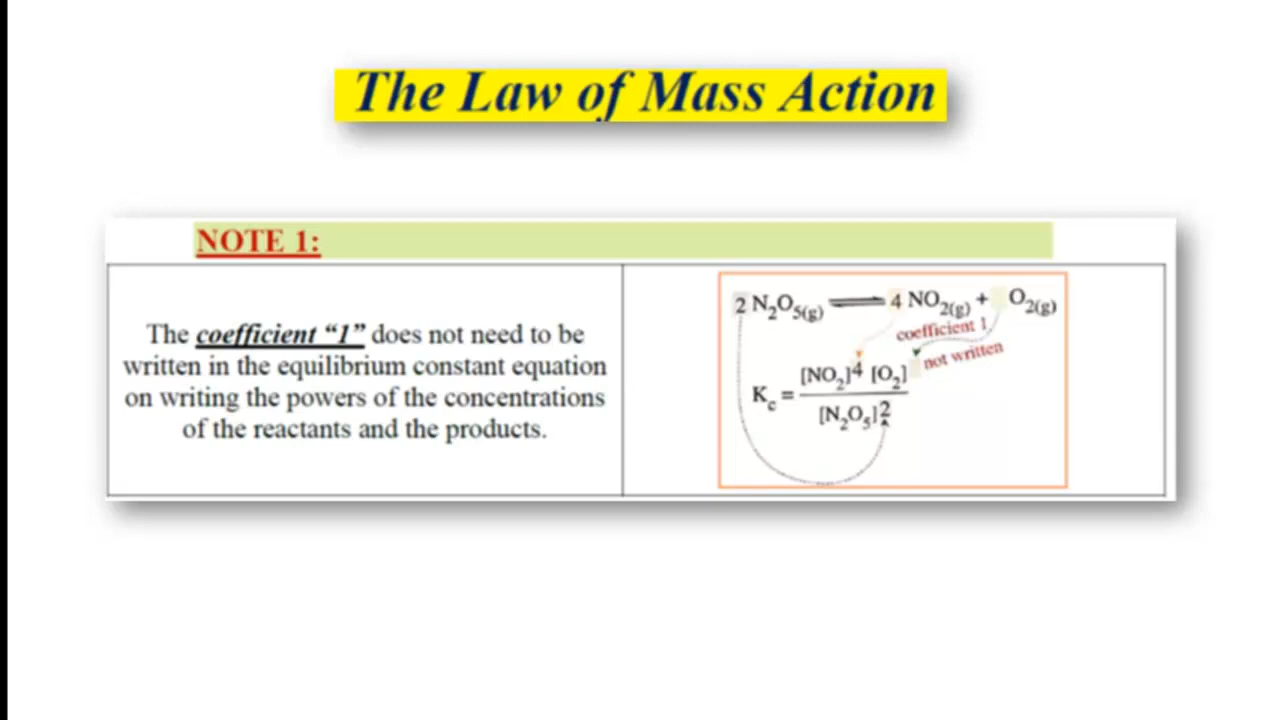 The Law of Mass Action
NOTE 1:
The coefficient “1” does not need to be
written in the equilibrium constant equation
on writing the powers of the concentrations
of the reactants and the products.
2 N₂O₅(g) ⇌ 4 NO₂(g) + O₂(g)
coefficient 1
not written
[NO₂]⁴ [O₂]
K꜀ =
[N₂O₅]²